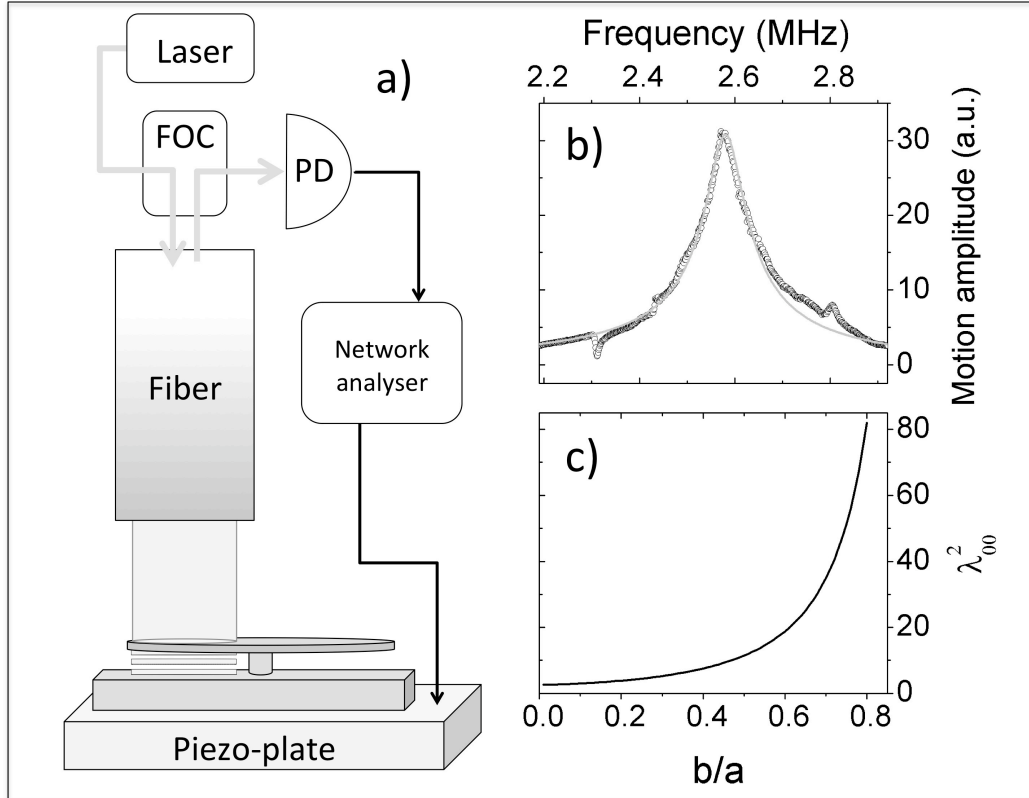 Laser
a)
FOC
PD
Fiber
Network
analyser
Piezo-plate
Frequency (MHz)
2.2 2.4 2.6 2.8
b)
30
20
10
0
Motion amplitude (a.u.)
c)
80
60
40
20
0
λ²₀₀
0.0 0.2 0.4 0.6 0.8
b/a